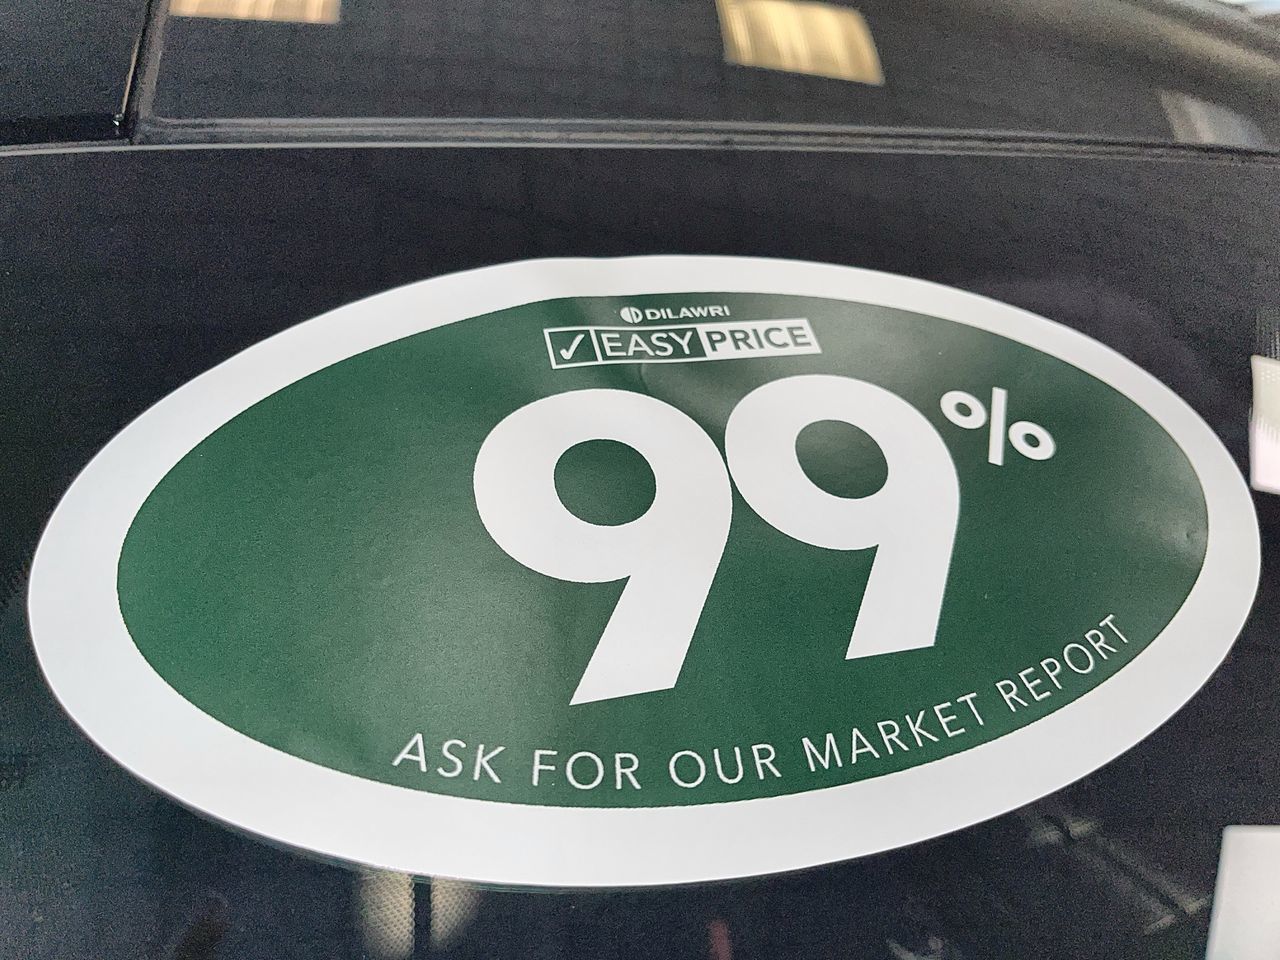 DILAWRI
✓ EASY PRICE
99%
ASK FOR OUR MARKET REPORT